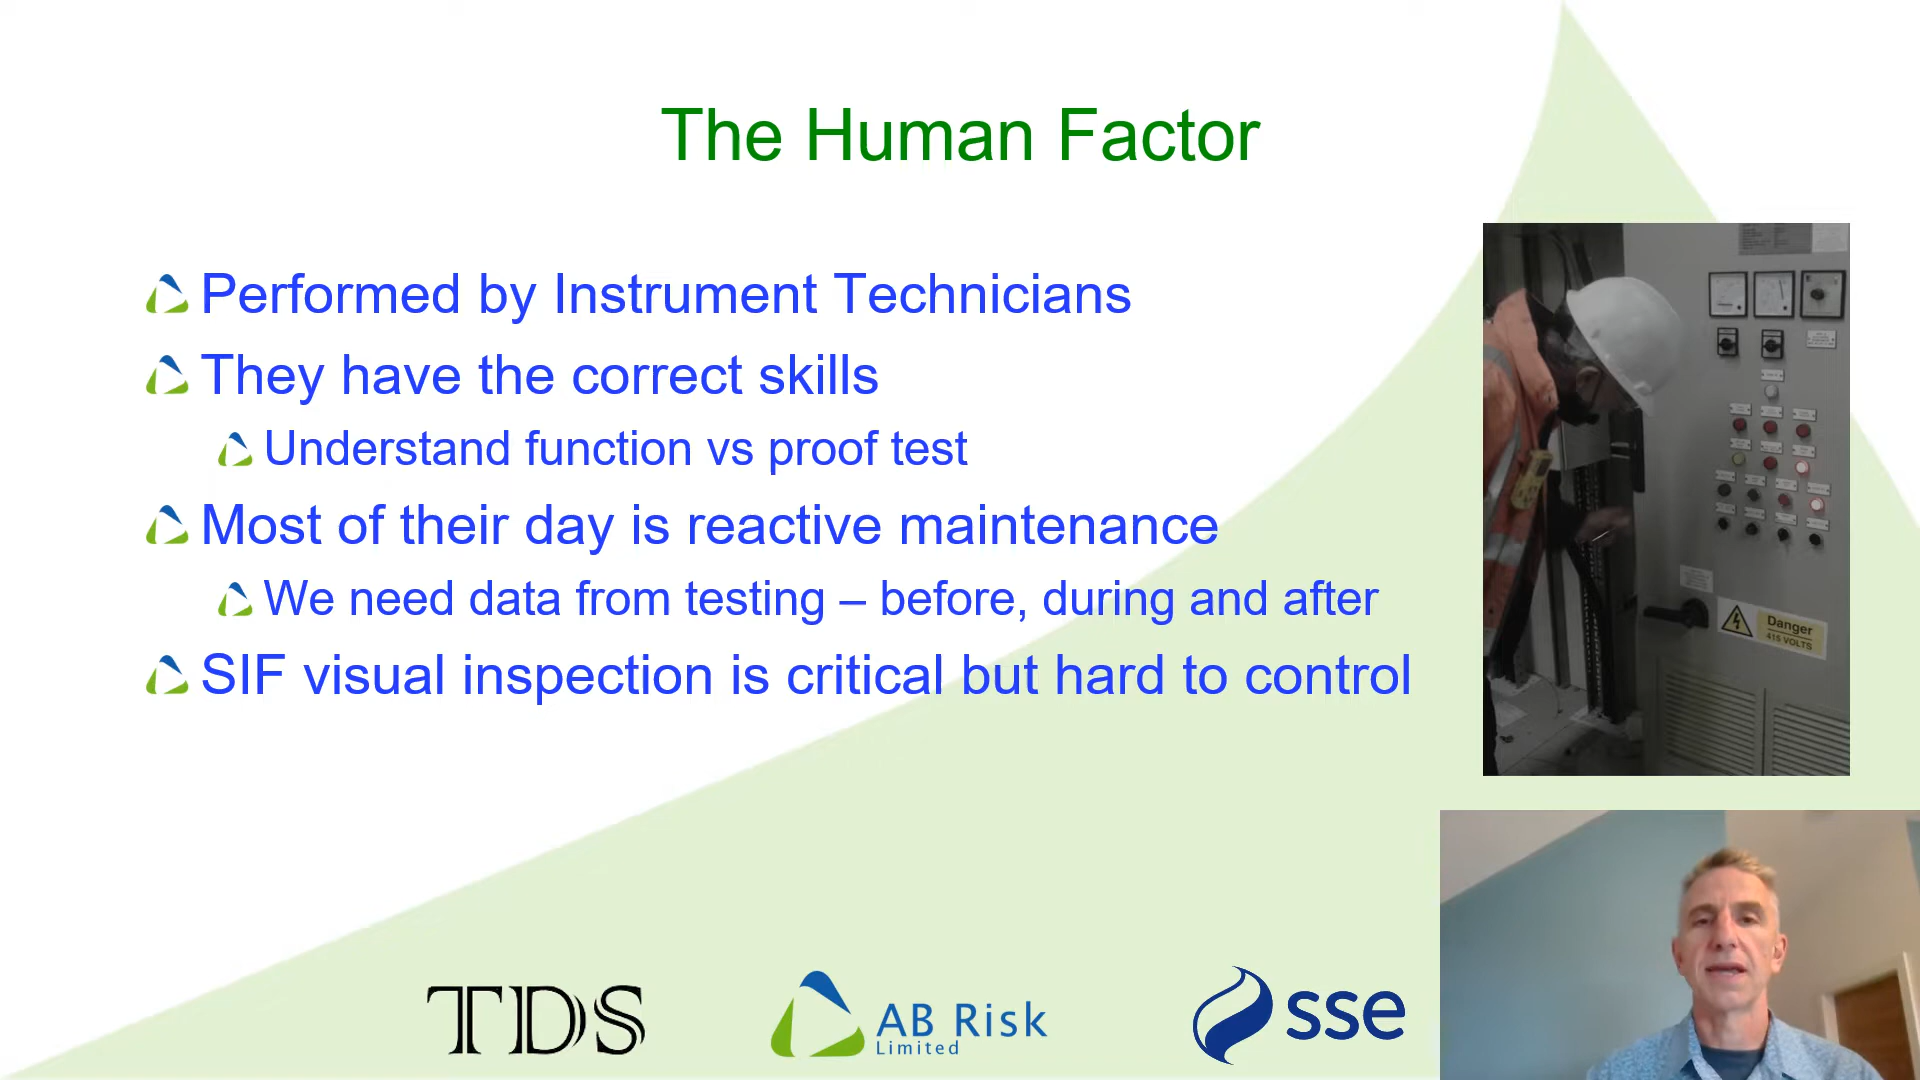 The Human Factor
Performed by Instrument Technicians
They have the correct skills
Understand function vs proof test
Most of their day is reactive maintenance
We need data from testing – before, during and after
SIF visual inspection is critical but hard to control
Danger
415 VOLTS
TDS
AB Risk
Limited
sse